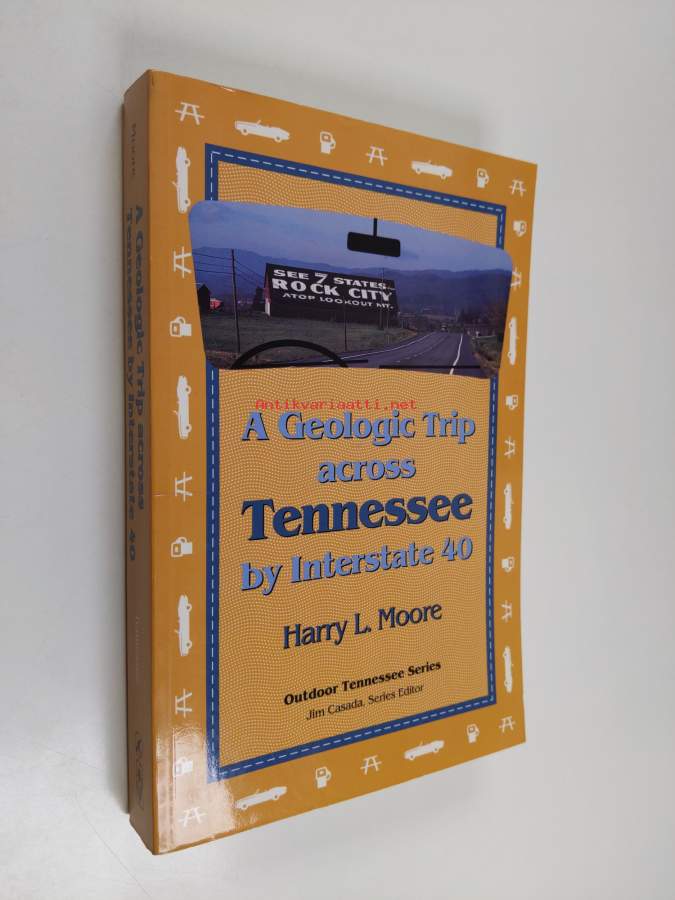 Moore
A Geologic Trip across
Tennessee by Interstate 40
SEE 7 STATES
ROCK CITY
ATOP LOOKOUT MT.
Antikvariaatti.net
A Geologic Trip
across
Tennessee
by Interstate 40
Harry L. Moore
Outdoor Tennessee Series
Jim Casada, Series Editor